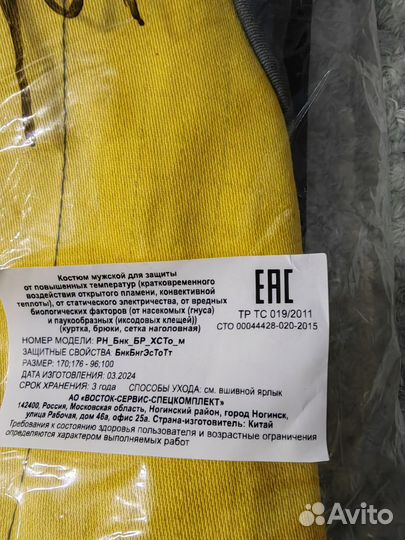 Костюм мужской для защиты
от повышенных температур (кратковременного
воздействия открытого пламени, конвективной
теплоты), от статического электричества, от вредных
биологических факторов (от насекомых (гнуса)
и паукообразных (иксодовых клещей))
(куртка, брюки, сетка наголовная)
EAC
ТР ТС 019/2011
СТО 00044428-020-2015
НОМЕР МОДЕЛИ: РН_Бнк_БР_ХСТо_м
ЗАЩИТНЫЕ СВОЙСТВА: БнкБнгЭсТоТт
РАЗМЕР: 170;176 - 96;100
ДАТА ИЗГОТОВЛЕНИЯ: 03.2024
СРОК ХРАНЕНИЯ: 3 года СПОСОБЫ УХОДА: см. вшивной ярлык
АО «ВОСТОК-СЕРВИС-СПЕЦКОМПЛЕКТ»
142400, Россия, Московская область, Ногинский район, город Ногинск,
улица Рабочая, дом 46а, офис 25а. Страна-изготовитель: Китай
Требования к состоянию здоровья пользователя и возрастные ограничения
определяются характером выполняемых работ
Avito